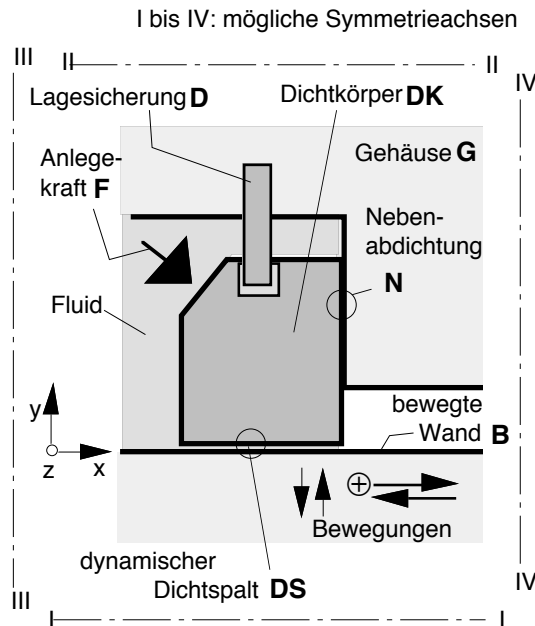 I bis IV: mögliche Symmetrieachsen
III
II
II
IV
Lagesicherung D
Dichtkörper DK
Anlege-
kraft F
Gehäuse G
Neben-
abdichtung
N
Fluid
y
z
x
bewegte
Wand B
Bewegungen
dynamischer
Dichtspalt DS
III
IV
I
I